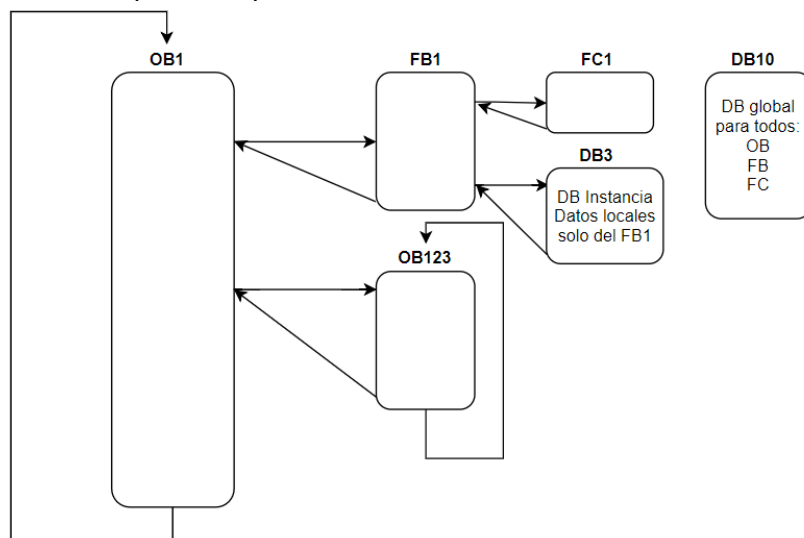 OB1
FB1
FC1
DB10
DB global
para todos:
OB
FB
FC
DB3
DB Instancia
Datos locales
solo del FB1
OB123